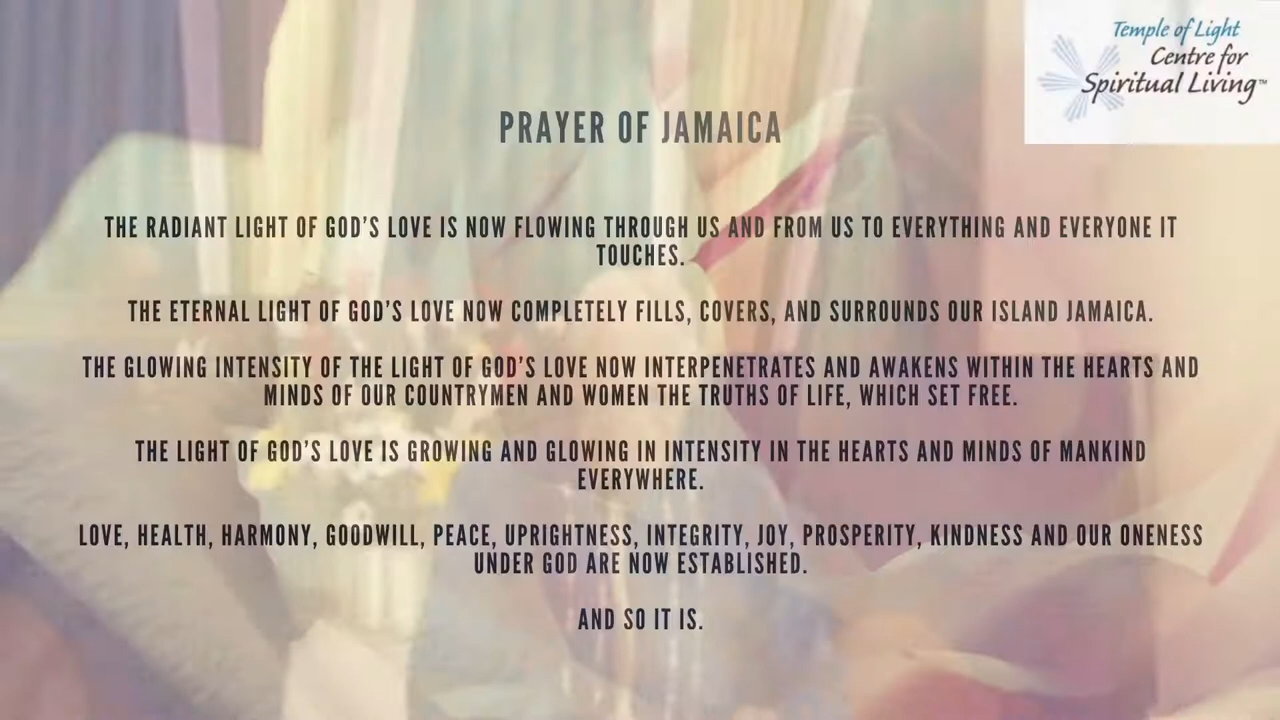 Temple of Light
Centre for
Spiritual Living™
PRAYER OF JAMAICA
THE RADIANT LIGHT OF GOD'S LOVE IS NOW FLOWING THROUGH US AND FROM US TO EVERYTHING AND EVERYONE IT
TOUCHES.
THE ETERNAL LIGHT OF GOD'S LOVE NOW COMPLETELY FILLS, COVERS, AND SURROUNDS OUR ISLAND JAMAICA.
THE GLOWING INTENSITY OF THE LIGHT OF GOD'S LOVE NOW INTERPENETRATES AND AWAKENS WITHIN THE HEARTS AND
MINDS OF OUR COUNTRYMEN AND WOMEN THE TRUTHS OF LIFE, WHICH SET FREE.
THE LIGHT OF GOD'S LOVE IS GROWING AND GLOWING IN INTENSITY IN THE HEARTS AND MINDS OF MANKIND
EVERYWHERE.
LOVE, HEALTH, HARMONY, GOODWILL, PEACE, UPRIGHTNESS, INTEGRITY, JOY, PROSPERITY, KINDNESS AND OUR ONENESS
UNDER GOD ARE NOW ESTABLISHED.
AND SO IT IS.